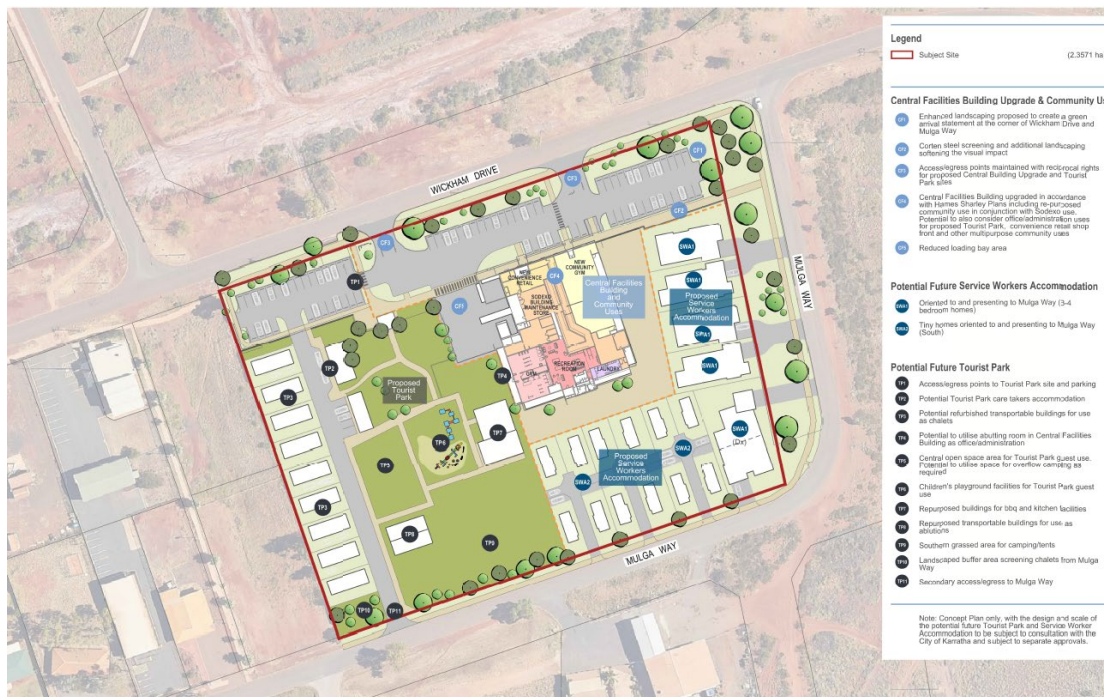 WICKHAM DRIVE
MULGA WAY
MULGA WAY
CF1
CF3
CF2
CF3
TP1
CF5
CF4
NEW
CONVENIENCE
RETAIL
NEW
COMMUNITY
GYM
SODEXO
BUILDING
MAINTENANCE
STORE
Central Facilities
Building
and
Community
Uses
GYM
RECREATION
ROOM
LAUNDRY
SWA1
SWA1
Proposed
Service
Workers
Accommodation
SWA1
SWA1
SWA1
(Dx)
TP2
TP3
TP4
Proposed
Tourist
Park
TP7
TP6
TP5
TP3
TP8
TP9
TP10
TP11
Proposed
Service
Workers
Accommodation
SWA2
SWA2
Legend
Subject Site (2.3571 ha
Central Facilities Building Upgrade & Community Us
CF1 Enhanced landscaping proposed to create a green
arrival statement at the corner of Wickham Drive and
Mulga Way
CF2 Corten steel screening and additional landscaping
softening the visual impact
CF3 Access/egress points maintained with reciprocal rights
for proposed Central Building Upgrade and Tourist
Park sites
CF4 Central Facilities Building upgraded in accordance
with Hames Sharley Plans including re-purposed
community use in conjunction with Sodexo use.
Potential to also consider office/administration uses
for proposed Tourist Park, convenience retail shop
front and other multipurpose community uses
CF5 Reduced loading bay area
Potential Future Service Workers Accommodation
SWA1 Oriented to and presenting to Mulga Way (3-4
bedroom homes)
SWA2 Tiny homes oriented to and presenting to Mulga Way
(South)
Potential Future Tourist Park
TP1 Access/egress points to Tourist Park site and parking
TP2 Potential Tourist Park care takers accommodation
TP3 Potential refurbished transportable buildings for use
as chalets
TP4 Potential to utilise abutting room in Central Facilities
Building as office/administration
TP5 Central open space area for Tourist Park guest use.
Potential to utilise space for overflow camping as
required
TP6 Children's playground facilities for Tourist Park guest
use
TP7 Repurposed buildings for bbq and kitchen facilities
TP8 Repurposed transportable buildings for use as
ablutions
TP9 Southern grassed area for camping/tents
TP10 Landscaped buffer area screening chalets from Mulga
Way
TP11 Secondary access/egress to Mulga Way
Note: Concept Plan only, with the design and scale of
the potential future Tourist Park and Service Worker
Accommodation to be subject to consultation with the
City of Karratha and subject to separate approvals.